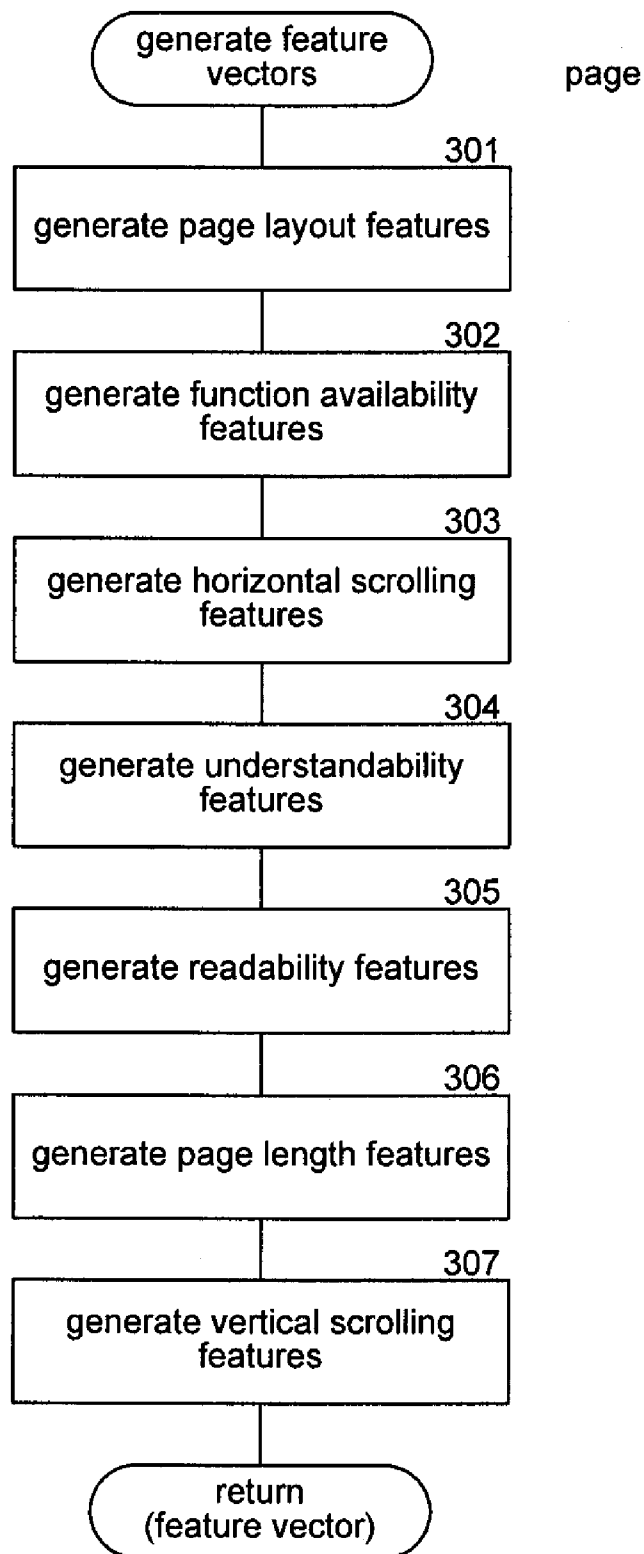 generate feature
vectors
page
301
generate page layout features
302
generate function availability
features
303
generate horizontal scrolling
features
304
generate understandability
features
305
generate readability features
306
generate page length features
307
generate vertical scrolling
features
return
(feature vector)